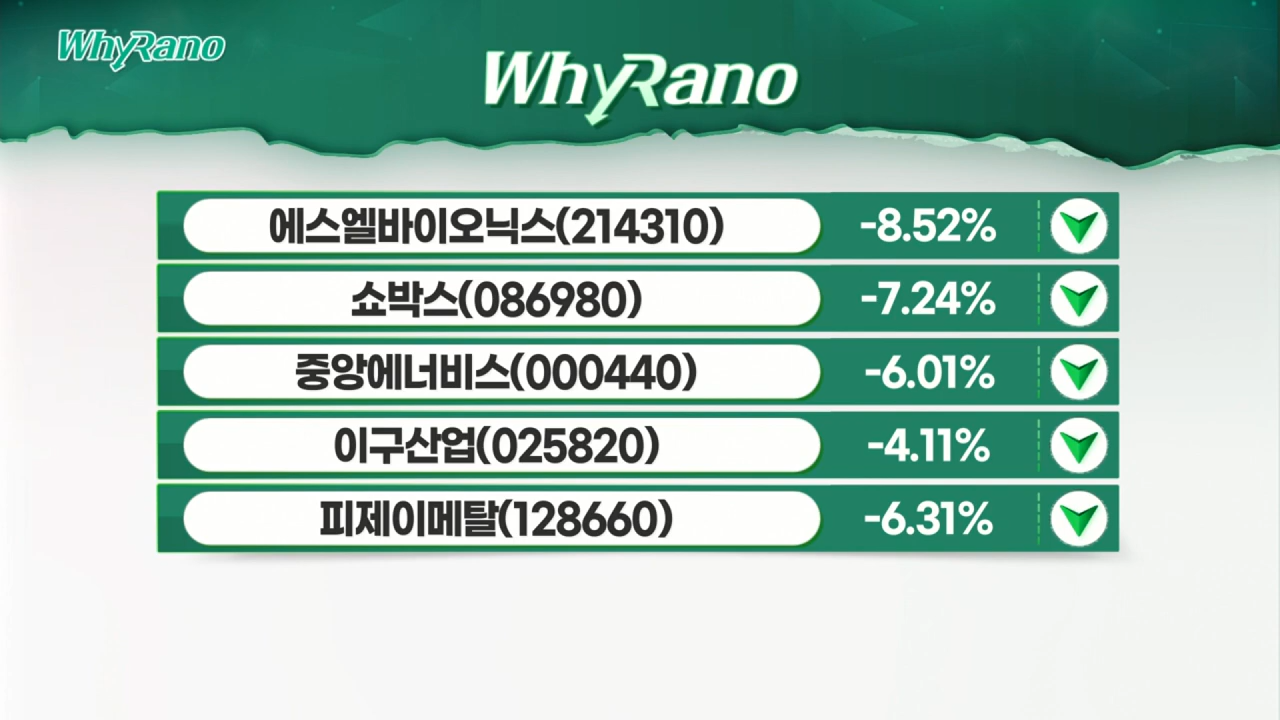 WhyRano
WhyRano
에스엘바이오닉스(214310) -8.52%
쇼박스(086980) -7.24%
중앙에너비스(000440) -6.01%
이구산업(025820) -4.11%
피제이메탈(128660) -6.31%